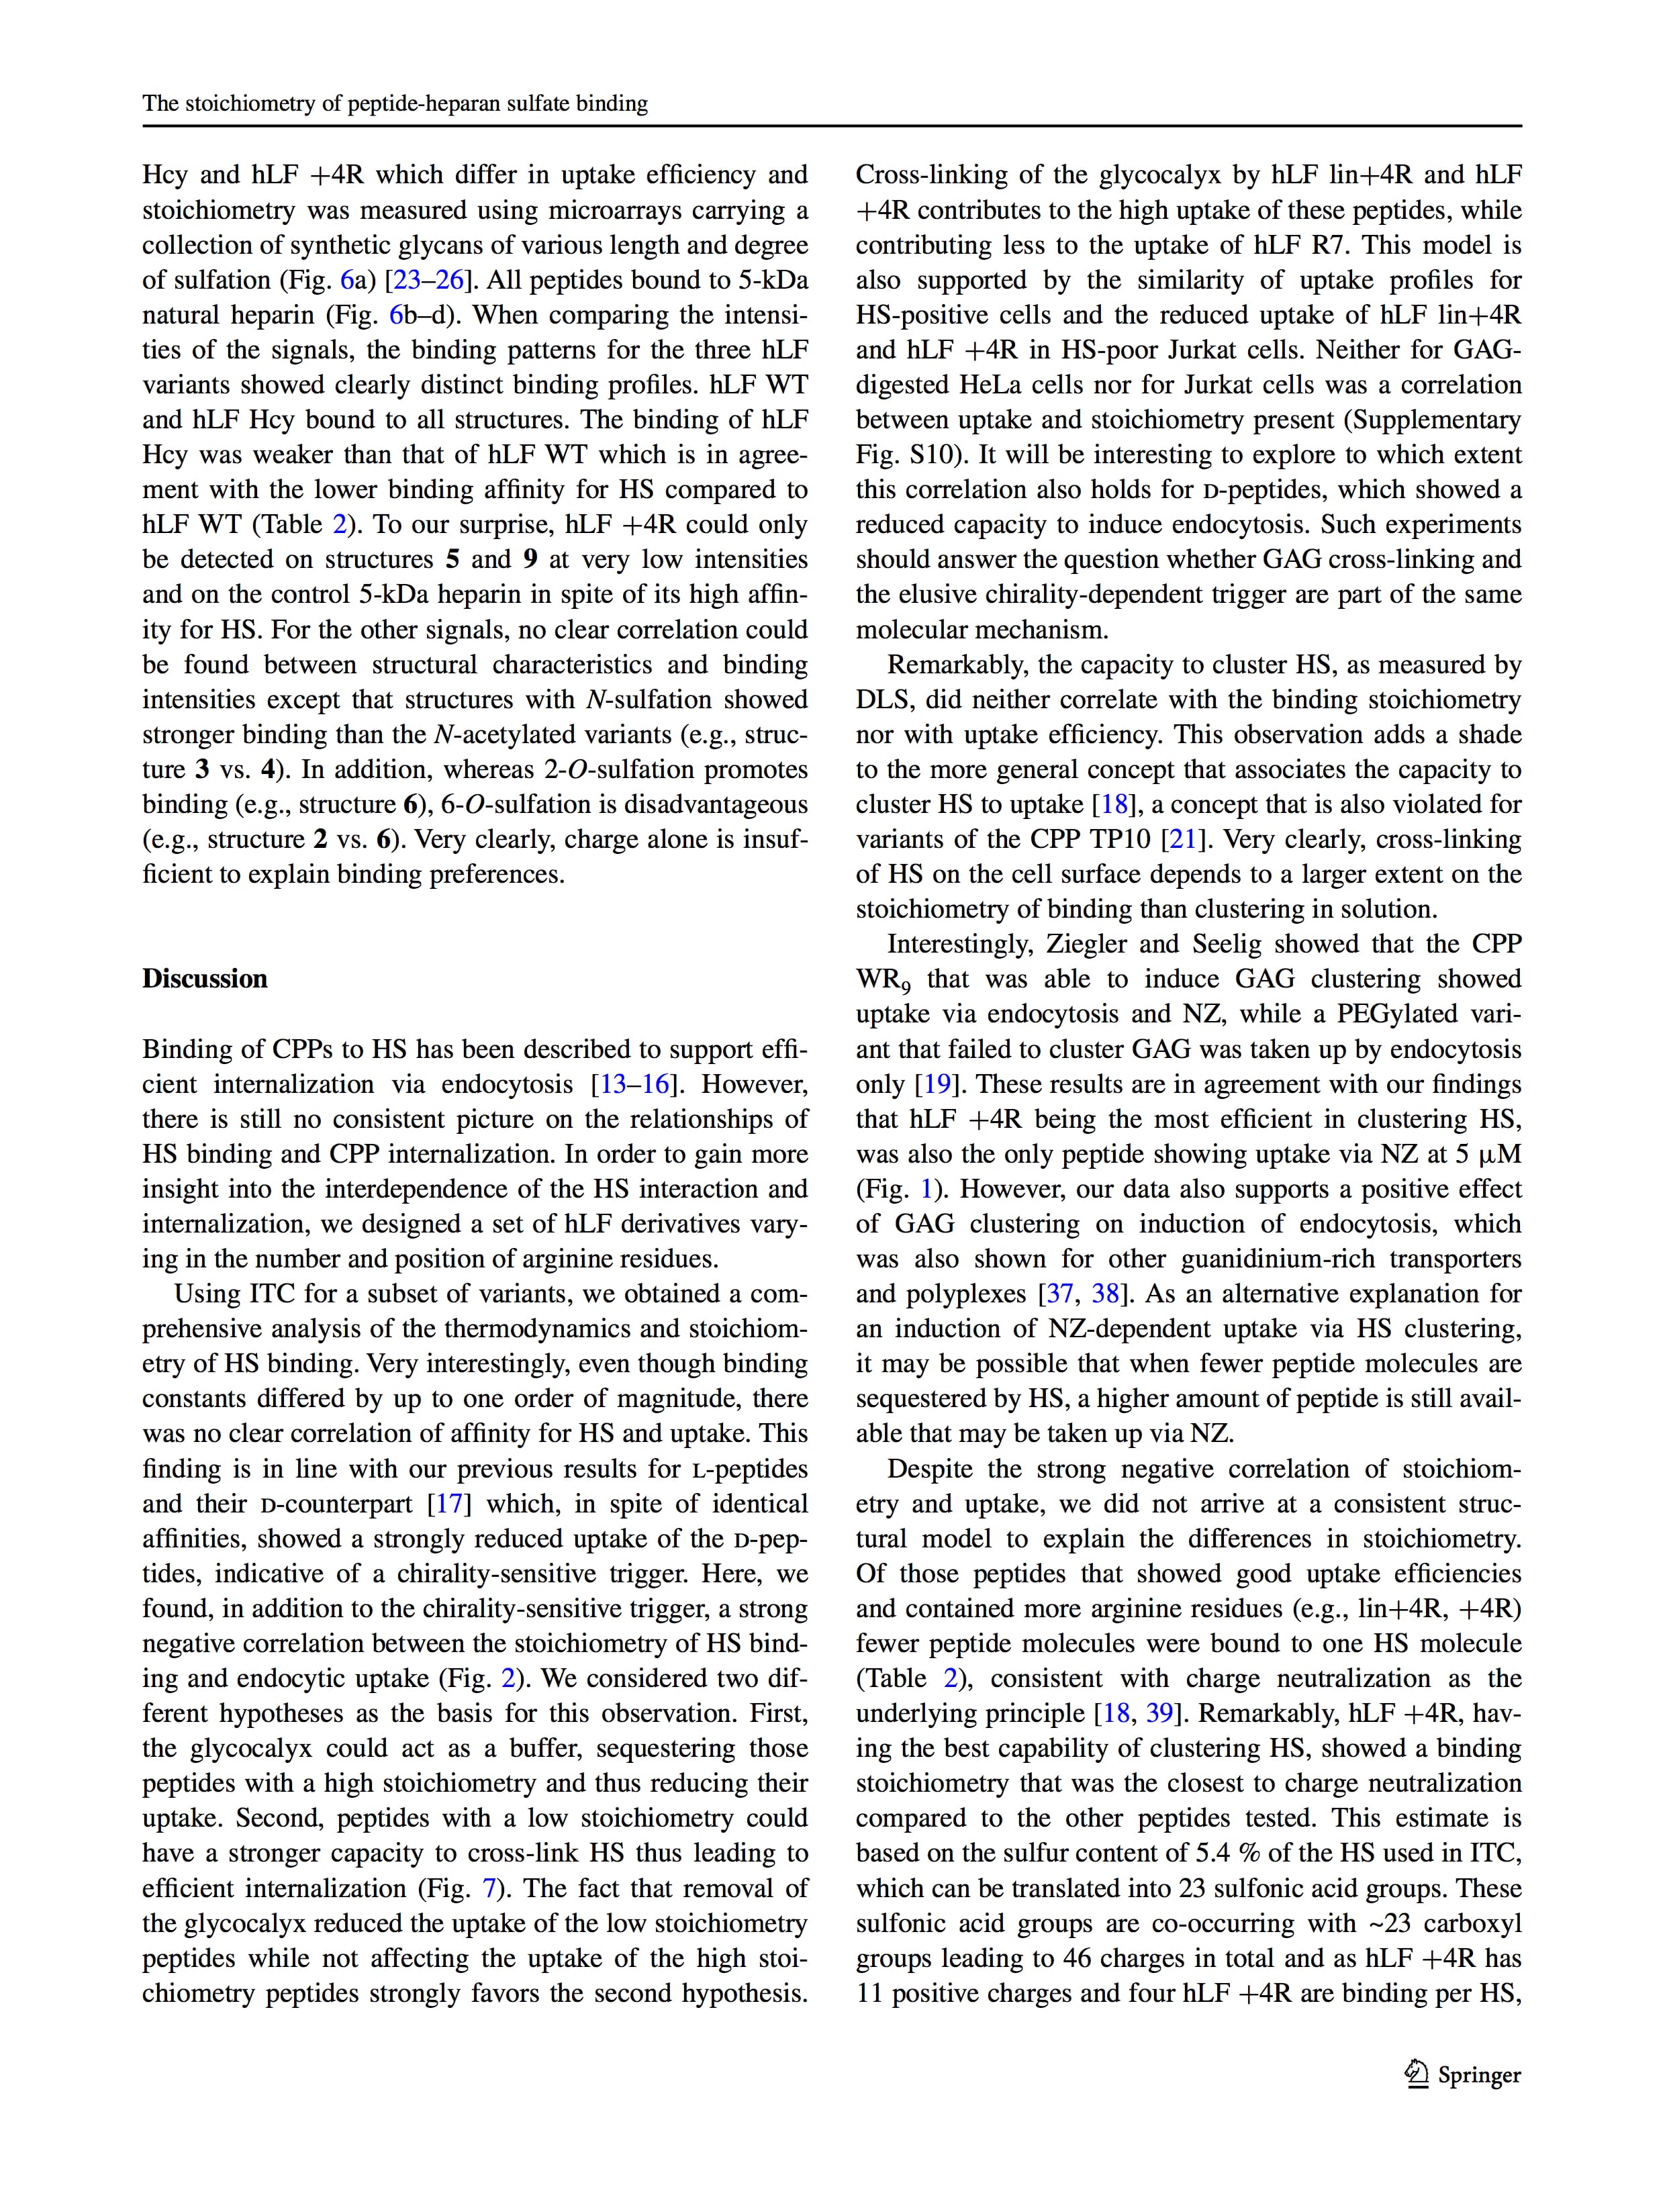 The stoichiometry of peptide-heparan sulfate binding
Hcy and hLF +4R which differ in uptake efficiency and
stoichiometry was measured using microarrays carrying a
collection of synthetic glycans of various length and degree
of sulfation (Fig. 6a) [23–26]. All peptides bound to 5-kDa
natural heparin (Fig. 6b–d). When comparing the intensi-
ties of the signals, the binding patterns for the three hLF
variants showed clearly distinct binding profiles. hLF WT
and hLF Hcy bound to all structures. The binding of hLF
Hcy was weaker than that of hLF WT which is in agree-
ment with the lower binding affinity for HS compared to
hLF WT (Table 2). To our surprise, hLF +4R could only
be detected on structures 5 and 9 at very low intensities
and on the control 5-kDa heparin in spite of its high affin-
ity for HS. For the other signals, no clear correlation could
be found between structural characteristics and binding
intensities except that structures with N-sulfation showed
stronger binding than the N-acetylated variants (e.g., struc-
ture 3 vs. 4). In addition, whereas 2-O-sulfation promotes
binding (e.g., structure 6), 6-O-sulfation is disadvantageous
(e.g., structure 2 vs. 6). Very clearly, charge alone is insuf-
ficient to explain binding preferences.
Discussion
Binding of CPPs to HS has been described to support effi-
cient internalization via endocytosis [13–16]. However,
there is still no consistent picture on the relationships of
HS binding and CPP internalization. In order to gain more
insight into the interdependence of the HS interaction and
internalization, we designed a set of hLF derivatives vary-
ing in the number and position of arginine residues.
Using ITC for a subset of variants, we obtained a com-
prehensive analysis of the thermodynamics and stoichiom-
etry of HS binding. Very interestingly, even though binding
constants differed by up to one order of magnitude, there
was no clear correlation of affinity for HS and uptake. This
finding is in line with our previous results for L-peptides
and their D-counterpart [17] which, in spite of identical
affinities, showed a strongly reduced uptake of the D-pep-
tides, indicative of a chirality-sensitive trigger. Here, we
found, in addition to the chirality-sensitive trigger, a strong
negative correlation between the stoichiometry of HS bind-
ing and endocytic uptake (Fig. 2). We considered two dif-
ferent hypotheses as the basis for this observation. First,
the glycocalyx could act as a buffer, sequestering those
peptides with a high stoichiometry and thus reducing their
uptake. Second, peptides with a low stoichiometry could
have a stronger capacity to cross-link HS thus leading to
efficient internalization (Fig. 7). The fact that removal of
the glycocalyx reduced the uptake of the low stoichiometry
peptides while not affecting the uptake of the high stoi-
chiometry peptides strongly favors the second hypothesis.
Cross-linking of the glycocalyx by hLF lin+4R and hLF
+4R contributes to the high uptake of these peptides, while
contributing less to the uptake of hLF R7. This model is
also supported by the similarity of uptake profiles for
HS-positive cells and the reduced uptake of hLF lin+4R
and hLF +4R in HS-poor Jurkat cells. Neither for GAG-
digested HeLa cells nor for Jurkat cells was a correlation
between uptake and stoichiometry present (Supplementary
Fig. S10). It will be interesting to explore to which extent
this correlation also holds for D-peptides, which showed a
reduced capacity to induce endocytosis. Such experiments
should answer the question whether GAG cross-linking and
the elusive chirality-dependent trigger are part of the same
molecular mechanism.
Remarkably, the capacity to cluster HS, as measured by
DLS, did neither correlate with the binding stoichiometry
nor with uptake efficiency. This observation adds a shade
to the more general concept that associates the capacity to
cluster HS to uptake [18], a concept that is also violated for
variants of the CPP TP10 [21]. Very clearly, cross-linking
of HS on the cell surface depends to a larger extent on the
stoichiometry of binding than clustering in solution.
Interestingly, Ziegler and Seelig showed that the CPP
WR9 that was able to induce GAG clustering showed
uptake via endocytosis and NZ, while a PEGylated vari-
ant that failed to cluster GAG was taken up by endocytosis
only [19]. These results are in agreement with our findings
that hLF +4R being the most efficient in clustering HS,
was also the only peptide showing uptake via NZ at 5 μM
(Fig. 1). However, our data also supports a positive effect
of GAG clustering on induction of endocytosis, which
was also shown for other guanidinium-rich transporters
and polyplexes [37, 38]. As an alternative explanation for
an induction of NZ-dependent uptake via HS clustering,
it may be possible that when fewer peptide molecules are
sequestered by HS, a higher amount of peptide is still avail-
able that may be taken up via NZ.
Despite the strong negative correlation of stoichiom-
etry and uptake, we did not arrive at a consistent struc-
tural model to explain the differences in stoichiometry.
Of those peptides that showed good uptake efficiencies
and contained more arginine residues (e.g., lin+4R, +4R)
fewer peptide molecules were bound to one HS molecule
(Table 2), consistent with charge neutralization as the
underlying principle [18, 39]. Remarkably, hLF +4R, hav-
ing the best capability of clustering HS, showed a binding
stoichiometry that was the closest to charge neutralization
compared to the other peptides tested. This estimate is
based on the sulfur content of 5.4 % of the HS used in ITC,
which can be translated into 23 sulfonic acid groups. These
sulfonic acid groups are co-occurring with ~23 carboxyl
groups leading to 46 charges in total and as hLF +4R has
11 positive charges and four hLF +4R are binding per HS,
Springer